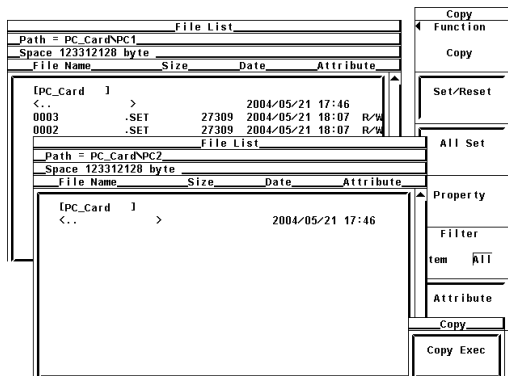 File List
Path = PC_Card\PC1
Space 123312128 byte
File Name Size Date Attribute
[PC_Card ]
<.. > 2004/05/21 17:46
0003 .SET 27309 2004/05/21 18:07 R/W
0002 .SET 27309 2004/05/21 18:07 R/W
File List
Path = PC_Card\PC2
Space 123312128 byte
File Name Size Date Attribute
[PC_Card ]
<.. > 2004/05/21 17:46
Copy
Function
Copy
Set/Reset
All Set
Property
Filter
tem All
Attribute
Copy
Copy Exec